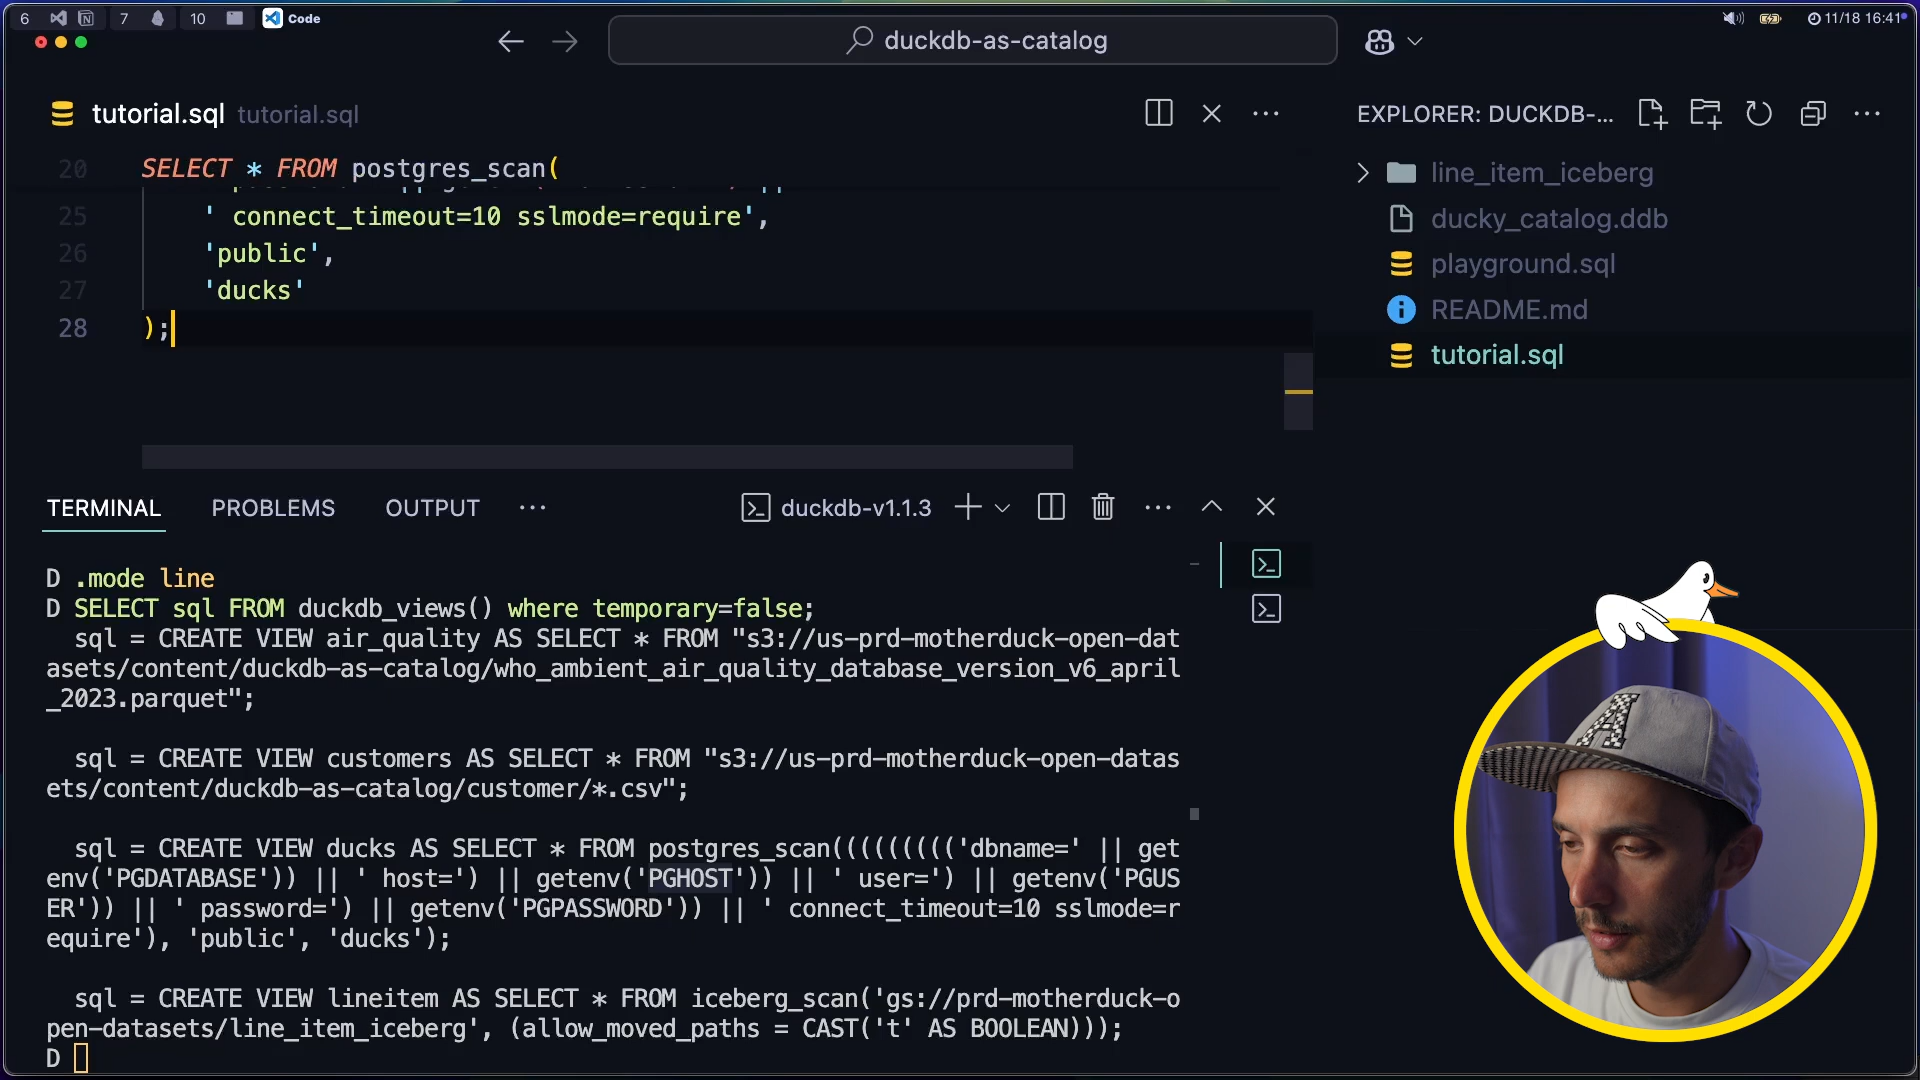 6 7 10 Code
11/18 16:41
duckdb-as-catalog
tutorial.sql tutorial.sql
20 SELECT * FROM postgres_scan(
25 ' connect_timeout=10 sslmode=require',
26 'public',
27 'ducks'
28 );
EXPLORER: DUCKDB-...
line_item_iceberg
ducky_catalog.ddb
playground.sql
README.md
tutorial.sql
TERMINAL PROBLEMS OUTPUT ... duckdb-v1.1.3
D .mode line
D SELECT sql FROM duckdb_views() where temporary=false;
sql = CREATE VIEW air_quality AS SELECT * FROM "s3://us-prd-motherduck-open-dat
asets/content/duckdb-as-catalog/who_ambient_air_quality_database_version_v6_april
_2023.parquet";
sql = CREATE VIEW customers AS SELECT * FROM "s3://us-prd-motherduck-open-datas
ets/content/duckdb-as-catalog/customer/*.csv";
sql = CREATE VIEW ducks AS SELECT * FROM postgres_scan((((((((('dbname=' || get
env('PGDATABASE')) || ' host=') || getenv('PGHOST')) || ' user=') || getenv('PGUS
ER')) || ' password=') || getenv('PGPASSWORD')) || ' connect_timeout=10 sslmode=r
equire'), 'public', 'ducks');
sql = CREATE VIEW lineitem AS SELECT * FROM iceberg_scan('gs://prd-motherduck-o
pen-datasets/line_item_iceberg', (allow_moved_paths = CAST('t' AS BOOLEAN)));
D
A